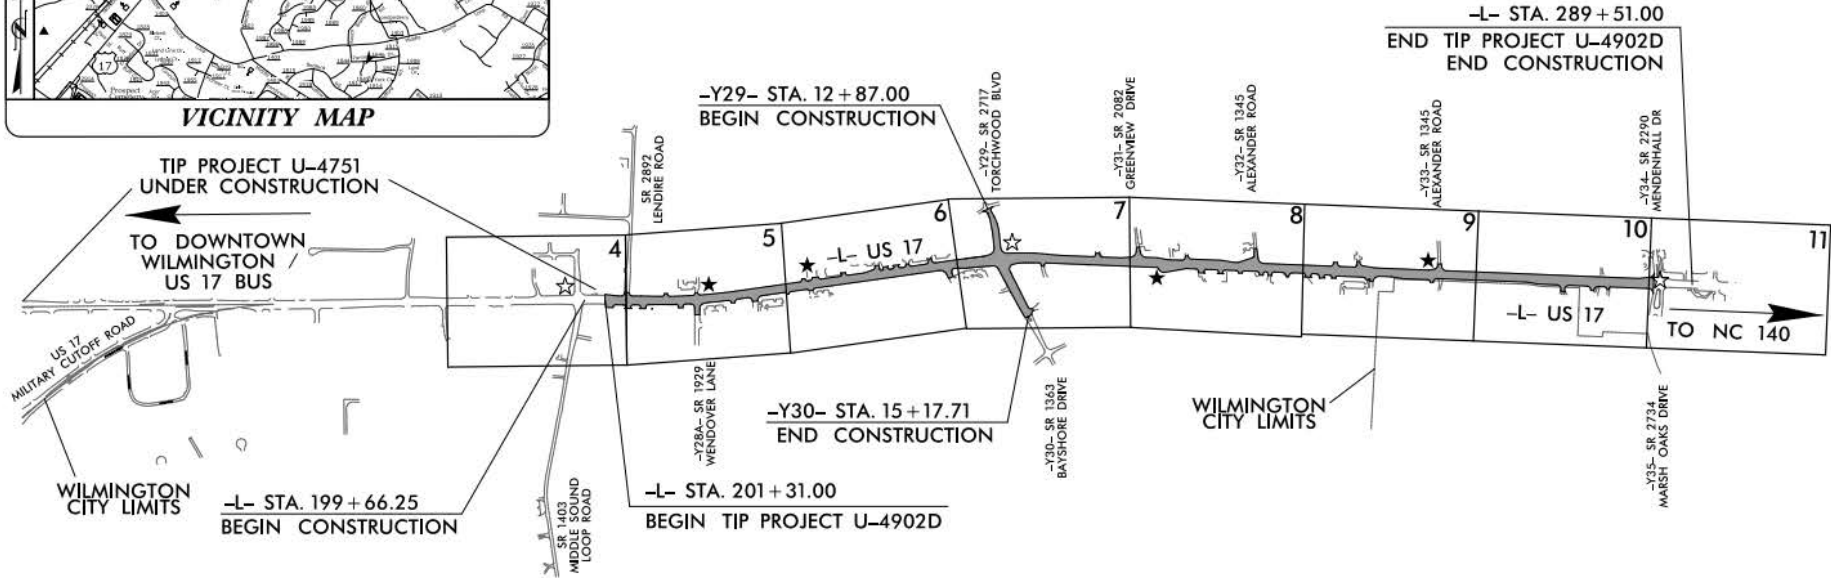 17
VICINITY MAP
-L- STA. 289+51.00
END TIP PROJECT U-4902D
END CONSTRUCTION
-Y29- STA. 12+87.00
BEGIN CONSTRUCTION
-Y29- SR 2717
TORCHWOOD BLVD
-Y31- SR 2082
GREENVIEW DRIVE
-Y32- SR 1345
ALEXANDER ROAD
-Y33- SR 1345
ALEXANDER ROAD
-Y34- SR 2290
MENDENHALL DR
TIP PROJECT U-4751
UNDER CONSTRUCTION
SR 2892
LENDIRE ROAD
TO DOWNTOWN
WILMINGTON /
US 17 BUS
4
5
6
7
8
9
10
11
-L- US 17
-L- US 17
TO NC 140
US 17
MILITARY CUTOFF ROAD
-Y28A- SR 1929
WENDOVER LANE
-Y30- STA. 15+17.71
END CONSTRUCTION
-Y30- SR 1363
BAYSHORE DRIVE
WILMINGTON
CITY LIMITS
-Y35- SR 2734
MARSH OAKS DRIVE
WILMINGTON
CITY LIMITS
-L- STA. 199+66.25
BEGIN CONSTRUCTION
SR 1403
MIDDLE SOUND
LOOP ROAD
-L- STA. 201+31.00
BEGIN TIP PROJECT U-4902D